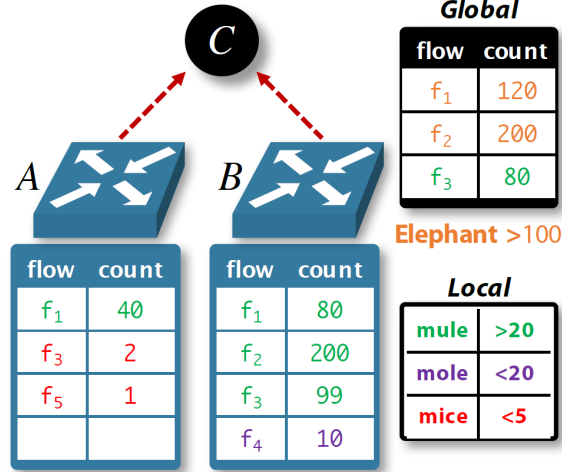 C
Global
flow count
f₁ 120
f₂ 200
f₃ 80
Elephant >100
A
B
flow count
f₁ 40
f₃ 2
f₅ 1
flow count
f₁ 80
f₂ 200
f₃ 99
f₄ 10
Local
mule >20
mole <20
mice <5